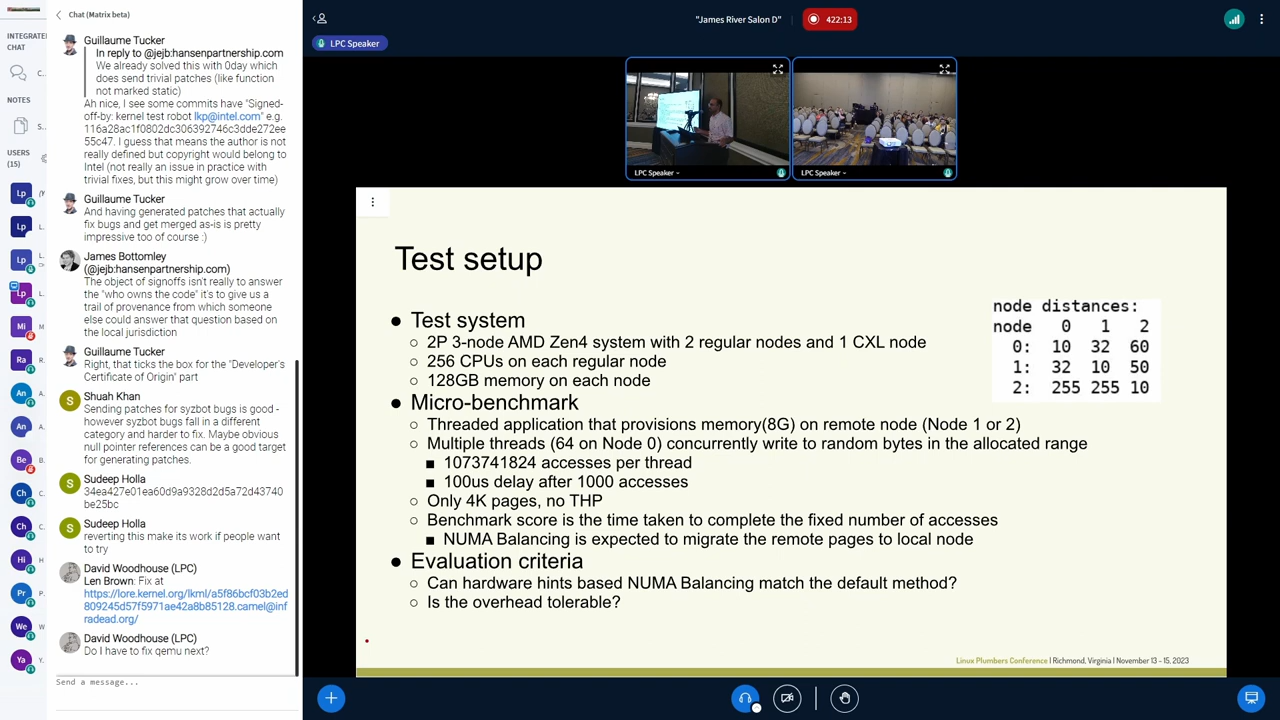 Chat (Matrix beta)
INTEGRATE
CHAT
C..
NOTES
S..
USERS
(15)
Lp
L.
Lp
L.
Lp
L.
Lp
L.
Mi
M.
Ra
An
An
Be
Ch
Ch
Hi
Pr
We
Ya
Guillaume Tucker
In reply to @jejb:hansenpartnership.com
We already solved this with 0day which
does send trivial patches (like function
not marked static)
Ah nice, I see some commits have "Signed-
off-by: kernel test robot lkp@intel.com" e.g.
116a28ac1f0802dc306392746c3dde272ee
55c47. I guess that means the author is not
really defined but copyright would belong to
Intel (not really an issue in practice with
trivial fixes, but this might grow over time)
Guillaume Tucker
And having generated patches that actually
fix bugs and get merged as-is is pretty
impressive too of course :)
James Bottomley
(@jejb:hansenpartnership.com)
The object of signoffs isn't really to answer
the "who owns the code" it's to give us a
trail of provenance from which someone
else could answer that question based on
the local jurisdiction
Guillaume Tucker
Right, that ticks the box for the "Developer's
Certificate of Origin" part
S
Shuah Khan
Sending patches for syzbot bugs is good -
however syzbot bugs fall in a different
category and harder to fix. Maybe obvious
null pointer references can be a good target
for generating patches.
S
Sudeep Holla
34ea427e01ea60d9a9328d2d5a72d43740
be25bc
S
Sudeep Holla
reverting this make its work if people want
to try
David Woodhouse (LPC)
Len Brown: Fix at
https://lore.kernel.org/lkml/a5f86bcf03b2ed
809245d57f5971ae42a8b85128.camel@inf
radead.org/
David Woodhouse (LPC)
Do I have to fix qemu next?
Send a message...
"James River Salon D"
422:13
LPC Speaker
LPC Speaker
LPC Speaker
Test setup
● Test system
○ 2P 3-node AMD Zen4 system with 2 regular nodes and 1 CXL node
○ 256 CPUs on each regular node
○ 128GB memory on each node
● Micro-benchmark
○ Threaded application that provisions memory(8G) on remote node (Node 1 or 2)
○ Multiple threads (64 on Node 0) concurrently write to random bytes in the allocated range
■ 1073741824 accesses per thread
■ 100us delay after 1000 accesses
○ Only 4K pages, no THP
○ Benchmark score is the time taken to complete the fixed number of accesses
■ NUMA Balancing is expected to migrate the remote pages to local node
● Evaluation criteria
○ Can hardware hints based NUMA Balancing match the default method?
○ Is the overhead tolerable?
node distances:
node 0 1 2
0: 10 32 60
1: 32 10 50
2: 255 255 10
Linux Plumbers Conference | Richmond, Virginia | November 13 - 15, 2023